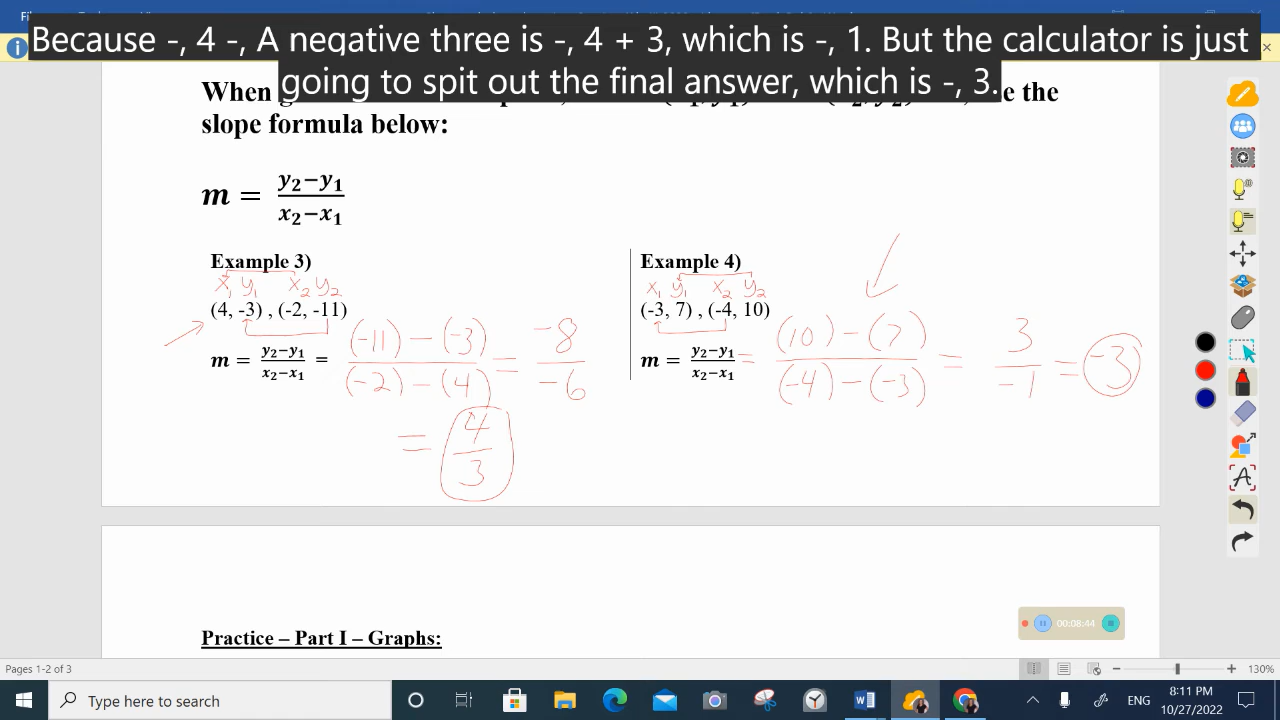 Because -, 4 -, A negative three is -, 4 + 3, which is -, 1. But the calculator is just
going to spit out the final answer, which is -, 3.
When
e the
slope formula below:
m = y₂−y₁ / x₂−x₁
Example 3)
x₁ y₁ x₂ y₂
(4, -3) , (-2, -11)
m = y₂−y₁ / x₂−x₁ = (-11) - (-3) / (-2) - (4) = -8 / -6
= 4 / 3
Example 4)
x₁ y₁ x₂ y₂
(-3, 7) , (-4, 10)
m = y₂−y₁ / x₂−x₁ = (10) - (7) / (-4) - (-3) = 3 / -1 = -3
00:08:44
Practice – Part I – Graphs:
Pages 1-2 of 3
130%
Type here to search
ENG
8:11 PM
10/27/2022